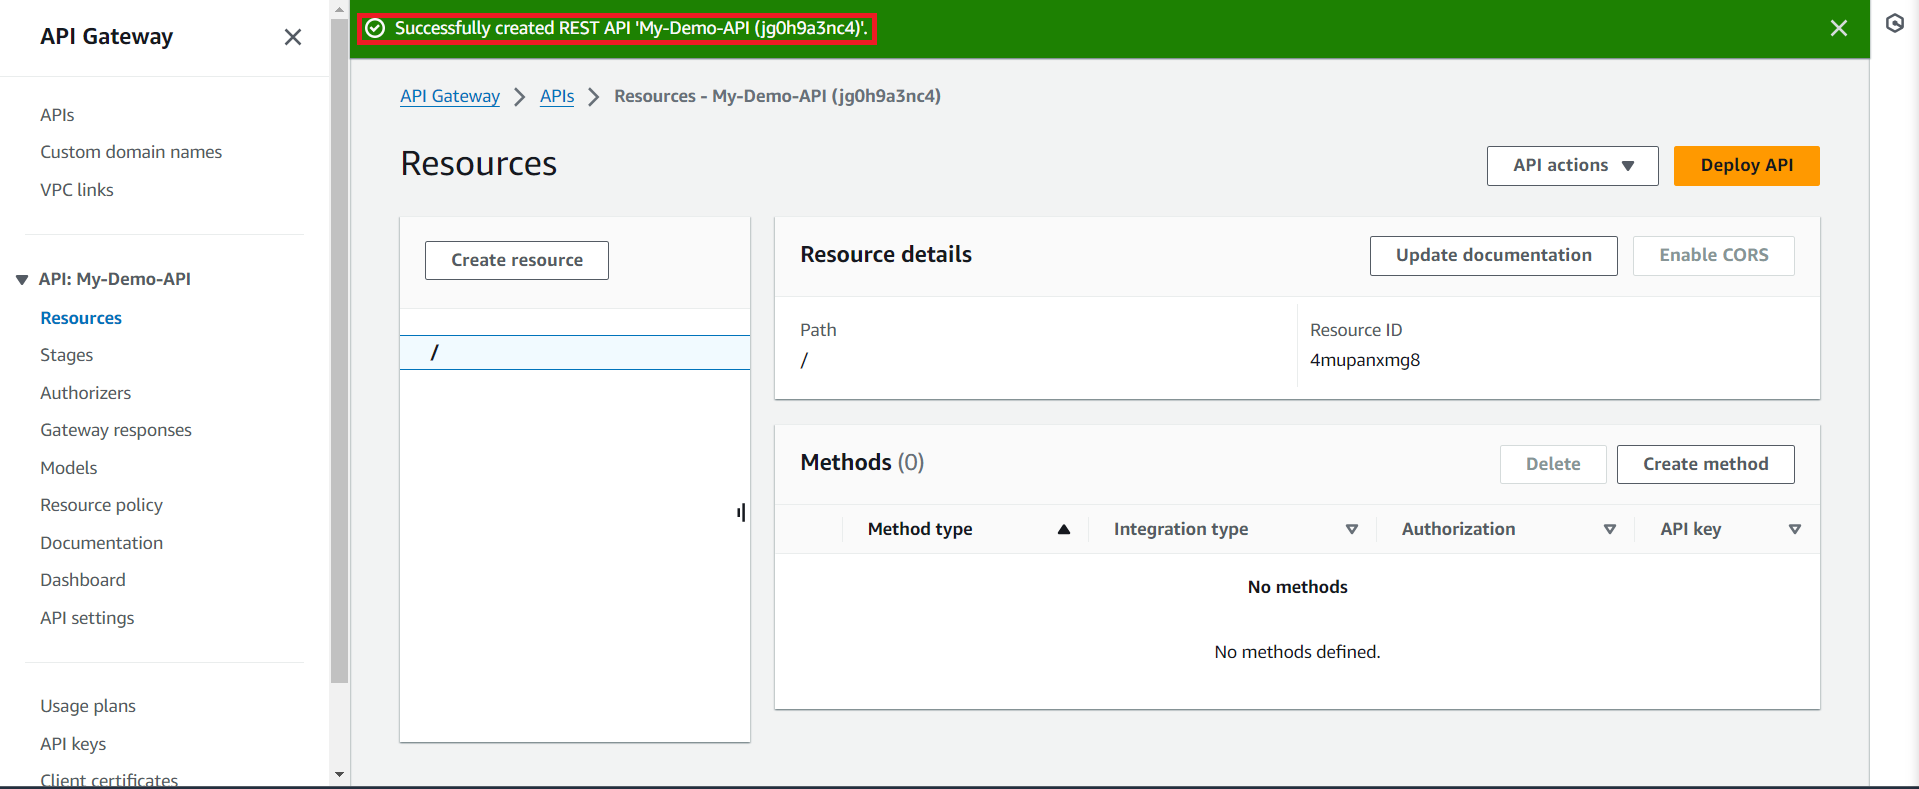 API Gateway
APIs
Custom domain names
VPC links
API: My-Demo-API
Resources
Stages
Authorizers
Gateway responses
Models
Resource policy
Documentation
Dashboard
API settings
Usage plans
API keys
Client certificates
Successfully created REST API 'My-Demo-API (jg0h9a3nc4)'.
API Gateway > APIs > Resources - My-Demo-API (jg0h9a3nc4)
Resources
API actions
Deploy API
Create resource
/
Resource details
Update documentation
Enable CORS
Path
/
Resource ID
4mupanxmg8
Methods (0)
Delete
Create method
Method type Integration type Authorization API key
No methods
No methods defined.